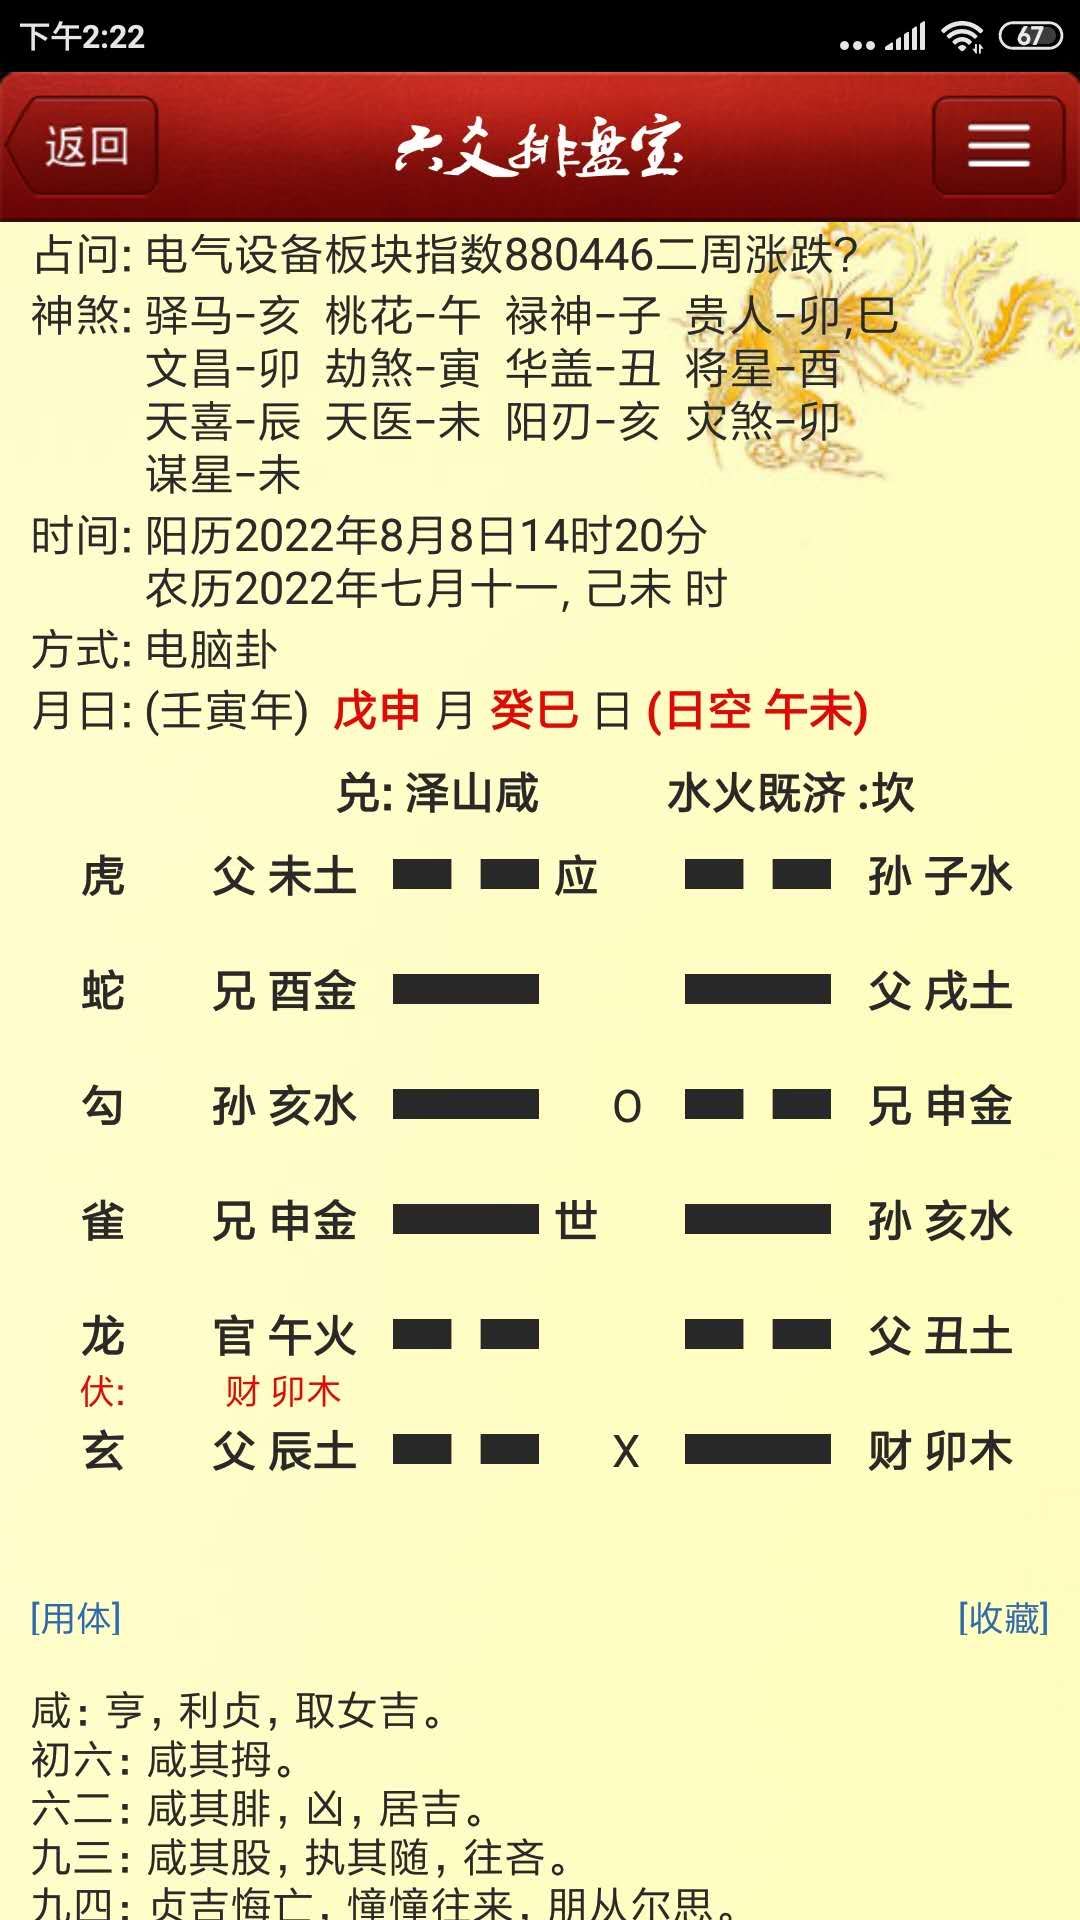 下午2:22
67
返回
六爻排盘宝
占问: 电气设备板块指数880446二周涨跌?
神煞: 驿马-亥 桃花-午 禄神-子 贵人-卯,巳
文昌-卯 劫煞-寅 华盖-丑 将星-酉
天喜-辰 天医-未 阳刃-亥 灾煞-卯
谋星-未
时间: 阳历2022年8月8日14时20分
农历2022年七月十一, 己未 时
方式: 电脑卦
月日: (壬寅年) 戊申 月 癸巳 日 (日空 午未)
兑: 泽山咸 水火既济 :坎
虎 父 未土 应 孙 子水
蛇 兄 酉金 父 戌土
勾 孙 亥水 O 兄 申金
雀 兄 申金 世 孙 亥水
龙 官 午火 父 丑土
伏: 财 卯木
玄 父 辰土 X 财 卯木
[用体] [收藏]
咸：亨，利贞，取女吉。
初六：咸其拇。
六二：咸其腓，凶，居吉。
九三：咸其股，执其随，往吝。
九四：贞吉悔亡，憧憧往来，朋从尔思。